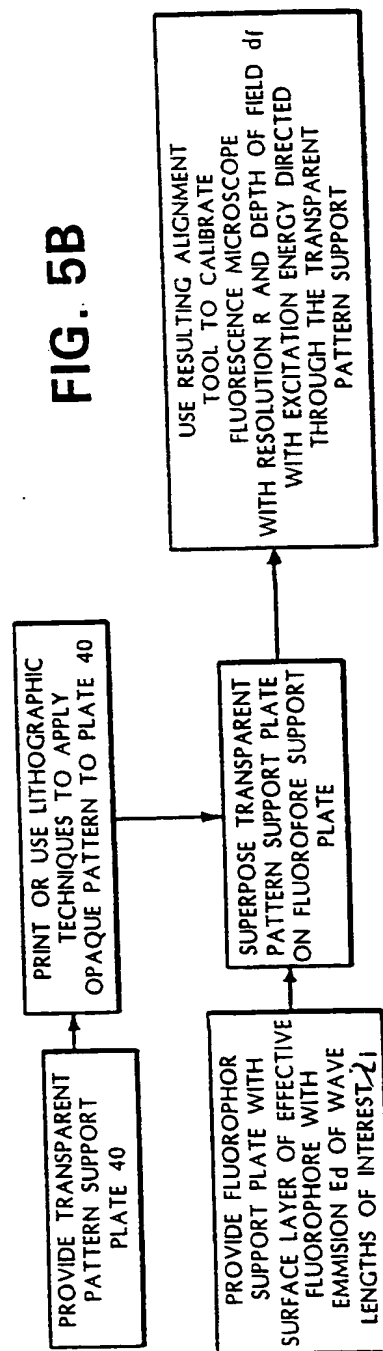 FIG. 5B
PROVIDE TRANSPARENT
PATTERN SUPPORT
PLATE 40
PRINT OR USE LITHOGRAPHIC
TECHNIQUES TO APPLY
OPAQUE PATTERN TO PLATE 40
PROVIDE FLUOROPHOR
SUPPORT PLATE WITH
SURFACE LAYER OF EFFECTIVE
FLUOROPHORE WITH
EMMISION Ed OF WAVE
LENGTHS OF INTEREST λ1
SUPERPOSE TRANSPARENT
PATTERN SUPPORT PLATE
ON FLUOROFORE SUPPORT
PLATE
USE RESULTING ALIGNMENT
TOOL TO CALIBRATE
FLUORESCENCE MICROSCOPE
WITH RESOLUTION R AND DEPTH OF FIELD df
WITH EXCITATION ENERGY DIRECTED
THROUGH THE TRANSPARENT
PATTERN SUPPORT